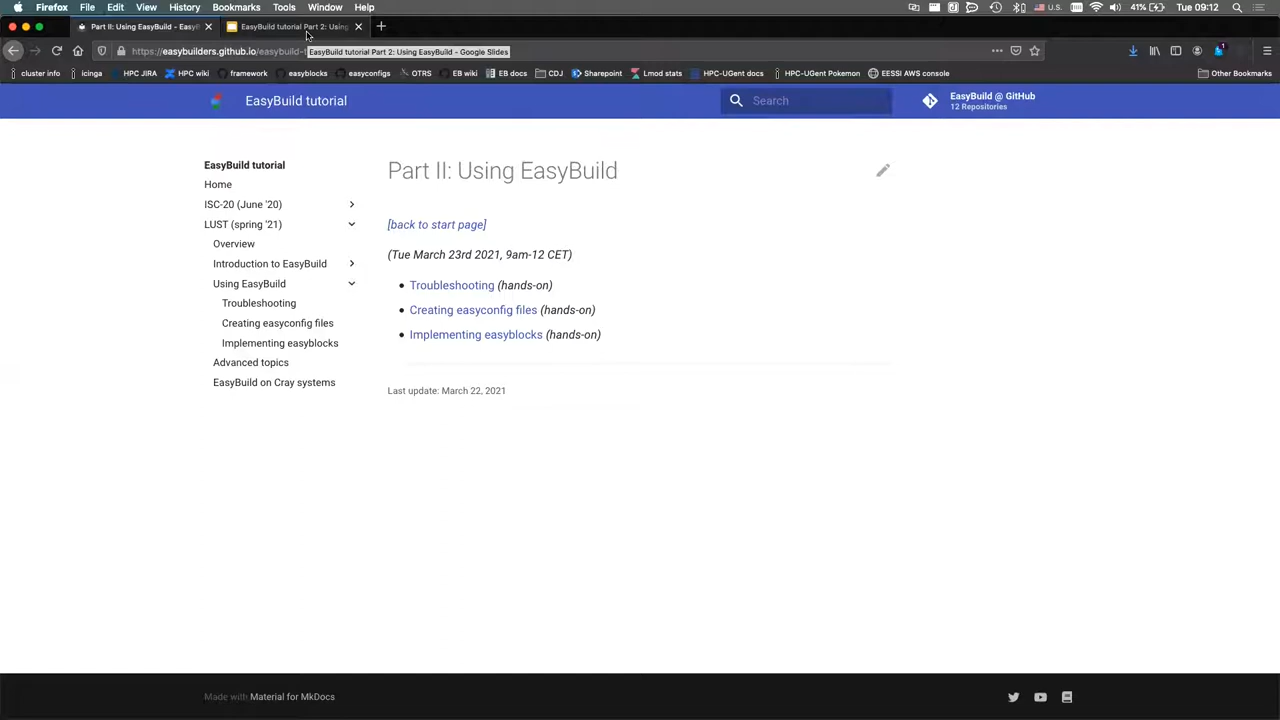 Firefox File Edit View History Bookmarks Tools Window Help 41% Tue 09:12
Part II: Using EasyBuild - EasyB EasyBuild tutorial Part 2: Using
https://easybuilders.github.io/easybuild-t
EasyBuild tutorial Part 2: Using EasyBuild - Google Slides
cluster info icinga HPC JIRA HPC wiki framework easyblocks easyconfigs OTRS EB wiki EB docs CDJ Sharepoint Lmod stats HPC-UGent docs HPC-UGent Pokemon EESSI AWS console Other Bookmarks
EasyBuild tutorial Search EasyBuild @ GitHub
12 Repositories
EasyBuild tutorial
Home
ISC-20 (June '20)
LUST (spring '21)
Overview
Introduction to EasyBuild
Using EasyBuild
Troubleshooting
Creating easyconfig files
Implementing easyblocks
Advanced topics
EasyBuild on Cray systems
Part II: Using EasyBuild
[back to start page]
(Tue March 23rd 2021, 9am-12 CET)
Troubleshooting (hands-on)
Creating easyconfig files (hands-on)
Implementing easyblocks (hands-on)
Last update: March 22, 2021
Made with Material for MkDocs